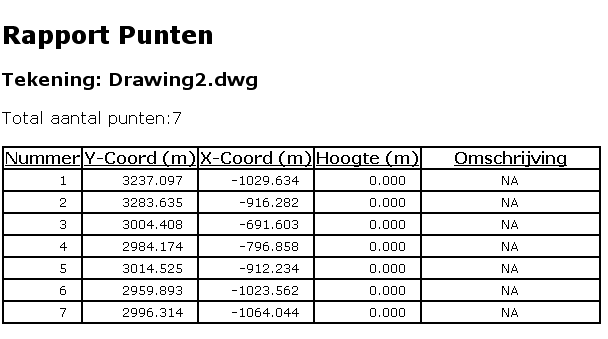 Rapport Punten
Tekening: Drawing2.dwg
Total aantal punten:7
Nummer Y-Coord (m) X-Coord (m) Hoogte (m) Omschrijving
1 3237.097 -1029.634 0.000 NA
2 3283.635 -916.282 0.000 NA
3 3004.408 -691.603 0.000 NA
4 2984.174 -796.858 0.000 NA
5 3014.525 -912.234 0.000 NA
6 2959.893 -1023.562 0.000 NA
7 2996.314 -1064.044 0.000 NA